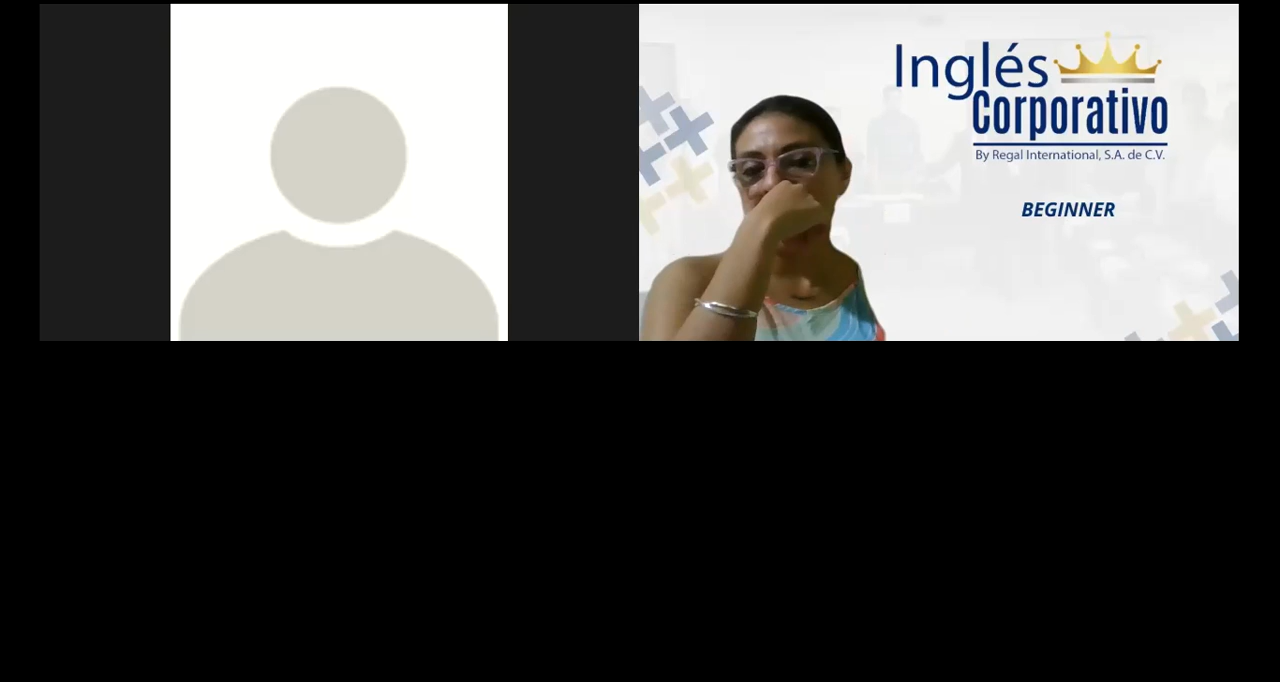 Inglés
Corporativo
By Regal International, S.A. de C.V.
BEGINNER